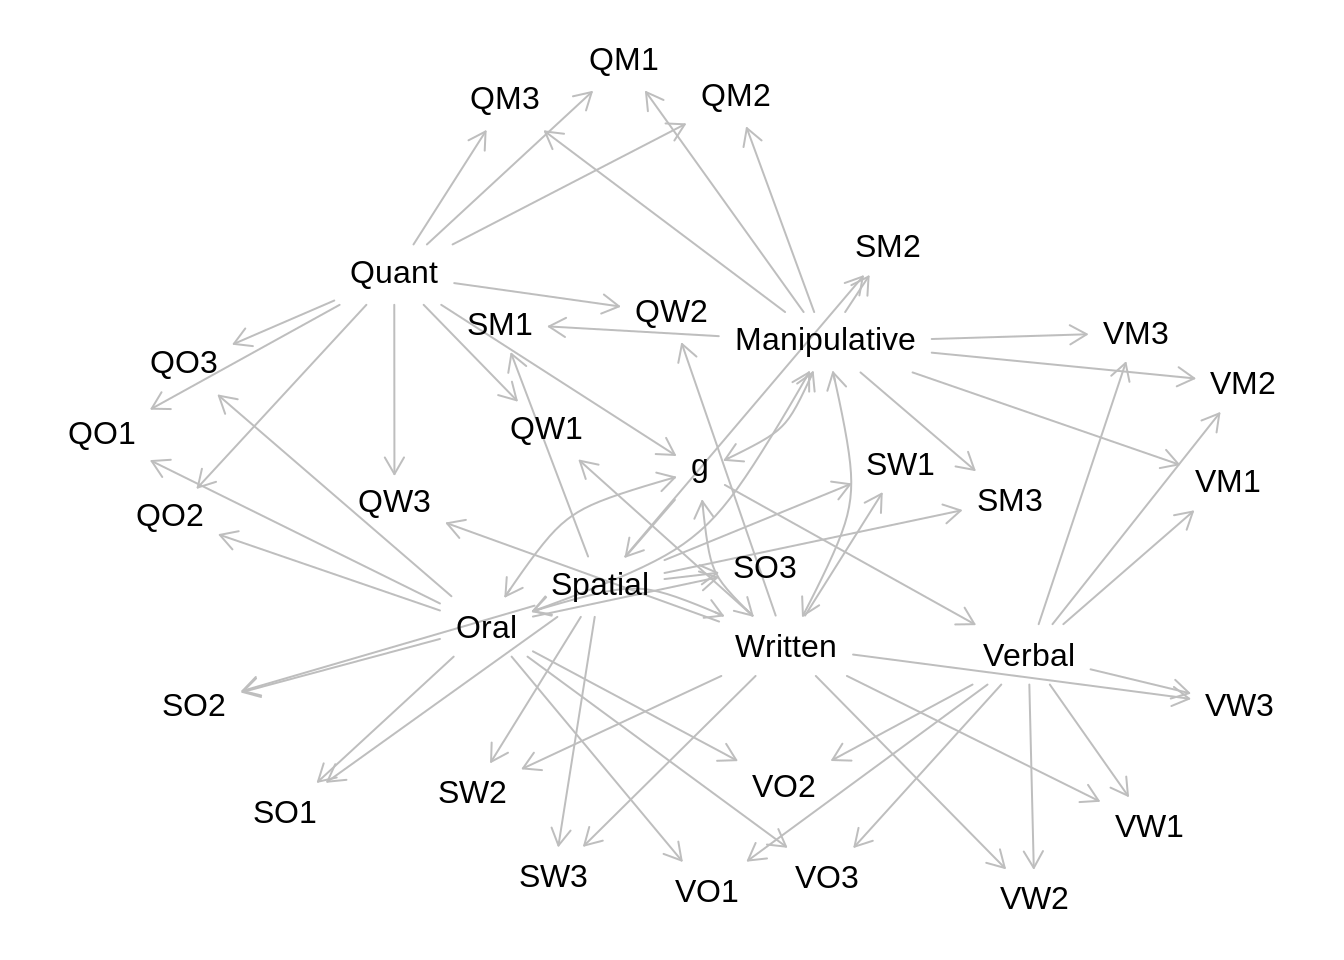 QM1
QM3
QM2
SM2
Quant
QW2
SM1
Manipulative
VM3
QO3
VM2
QW1
QO1
g
SW1
VM1
QW3
SM3
QO2
SO3
Spatial
Oral
Written
Verbal
SO2
VW3
VO2
SW2
SO1
VW1
SW3
VO3
VO1
VW2